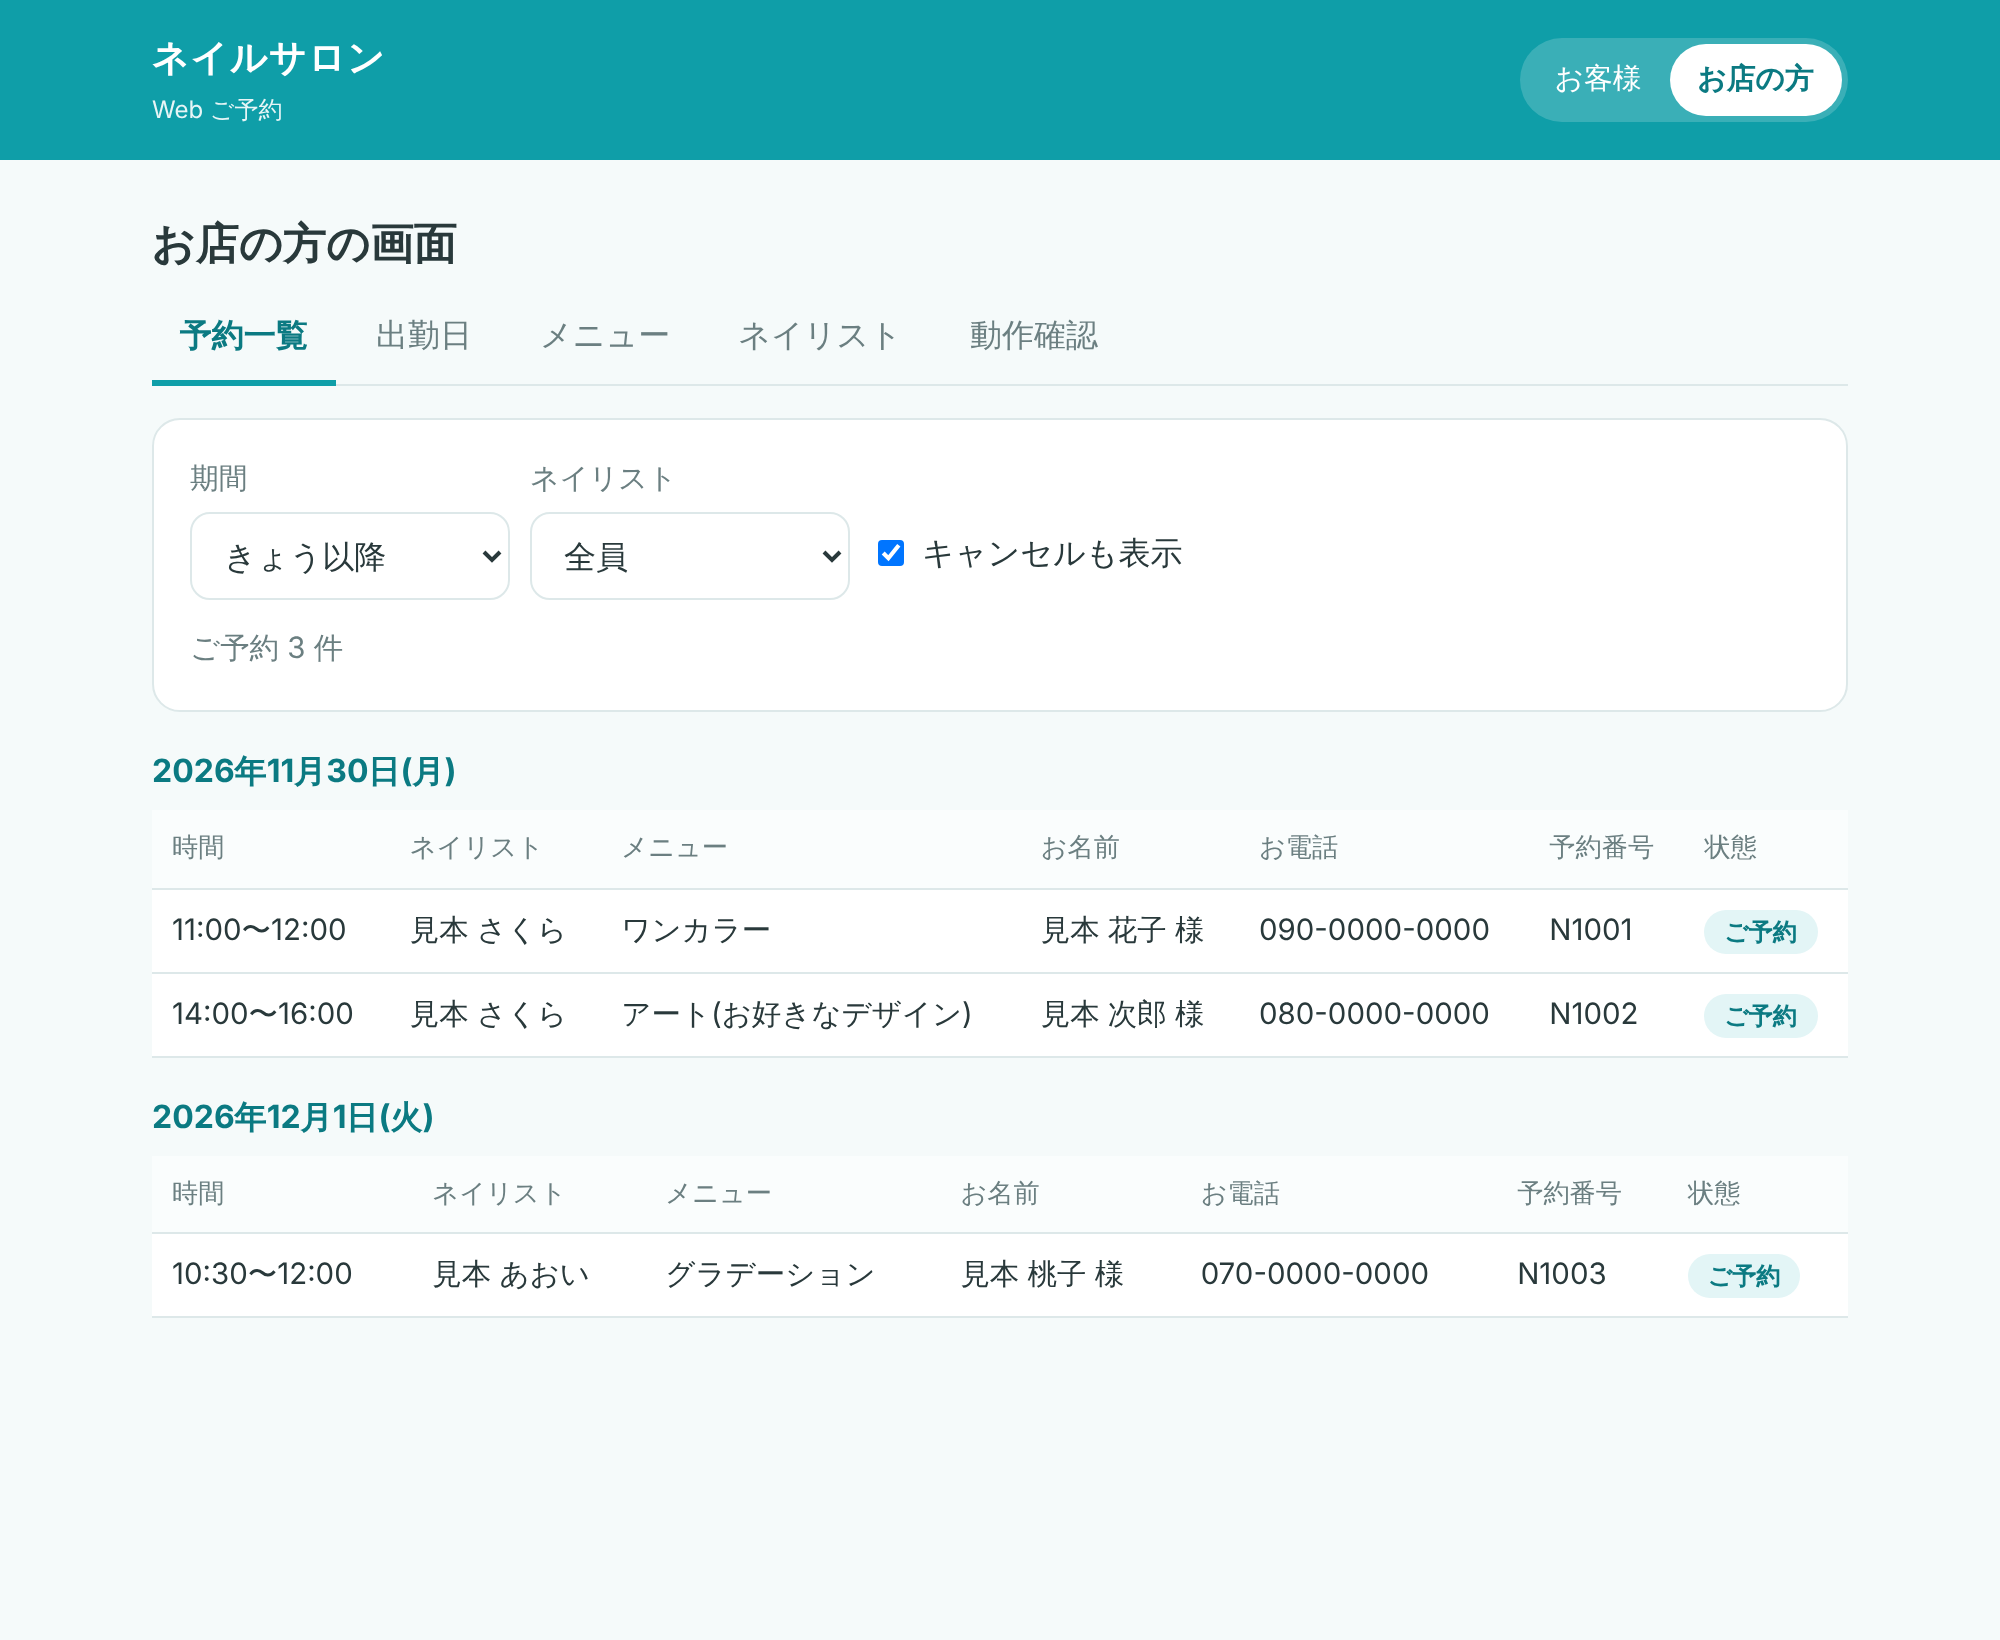 ネイルサロン
Web ご予約
お客様 お店の方
お店の方の画面
予約一覧 出勤日 メニュー ネイリスト 動作確認
期間 ネイリスト
きょう以降 全員 キャンセルも表示
ご予約 3 件
2026年11月30日(月)
時間 ネイリスト メニュー お名前 お電話 予約番号 状態
11:00〜12:00 見本 さくら ワンカラー 見本 花子 様 090-0000-0000 N1001 ご予約
14:00〜16:00 見本 さくら アート(お好きなデザイン) 見本 次郎 様 080-0000-0000 N1002 ご予約
2026年12月1日(火)
時間 ネイリスト メニュー お名前 お電話 予約番号 状態
10:30〜12:00 見本 あおい グラデーション 見本 桃子 様 070-0000-0000 N1003 ご予約